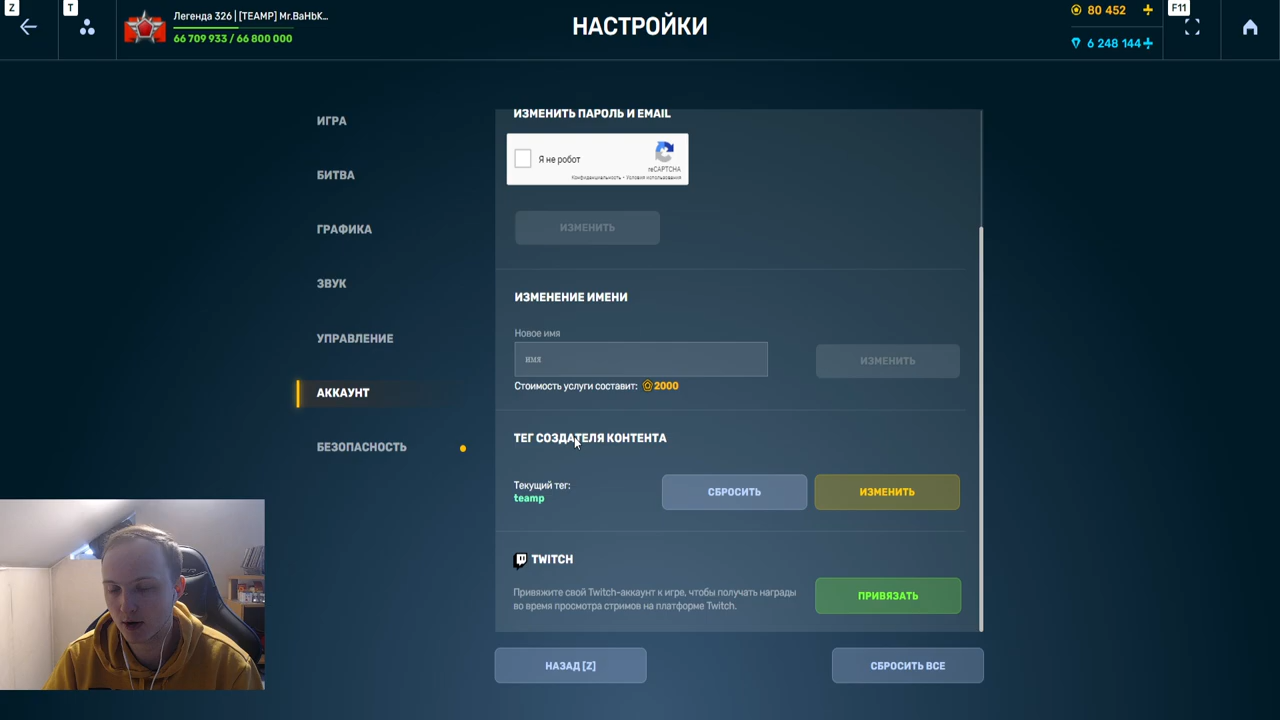 Z
T
Легенда 326 | [TEAMP] Mr.BaHbK...
66 709 933 / 66 800 000
НАСТРОЙКИ
80 452 +
6 248 144 +
F11
ИГРА
БИТВА
ГРАФИКА
ЗВУК
УПРАВЛЕНИЕ
АККАУНТ
БЕЗОПАСНОСТЬ
ИЗМЕНИТЬ ПАРОЛЬ И EMAIL
Я не робот
reCAPTCHA
Конфиденциальность • Условия использования
ИЗМЕНИТЬ
ИЗМЕНЕНИЕ ИМЕНИ
Новое имя
имя
ИЗМЕНИТЬ
Стоимость услуги составит: 2000
ТЕГ СОЗДАТЕЛЯ КОНТЕНТА
Текущий тег:
teamp
СБРОСИТЬ
ИЗМЕНИТЬ
TWITCH
Привяжите свой Twitch-аккаунт к игре, чтобы получать награды
во время просмотра стримов на платформе Twitch.
ПРИВЯЗАТЬ
НАЗАД [Z]
СБРОСИТЬ ВСЕ